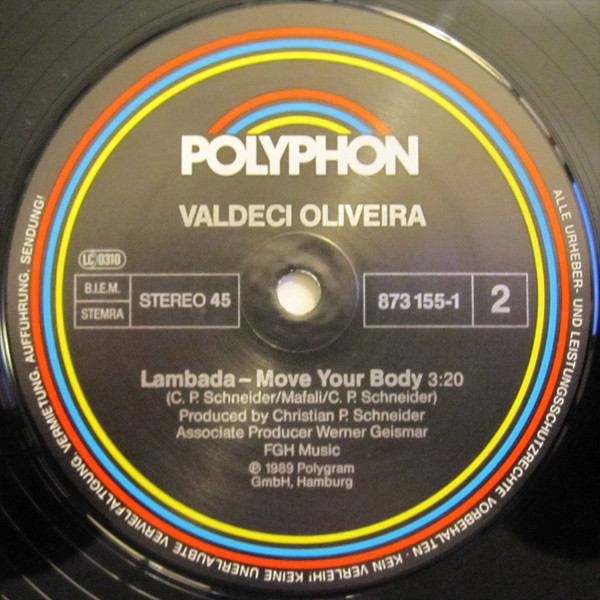 POLYPHON
VALDECI OLIVEIRA
LC 0310
B.I.E.M.
STEMRA
STEREO 45
873 155-1
2
Lambada – Move Your Body 3:20
(C. P. Schneider/Mafali/C. P. Schneider)
Produced by Christian P. Schneider
Associate Producer Werner Geismar
FGH Music
℗ 1989 Polygram
GmbH, Hamburg
ALLE URHEBER- UND LEISTUNGSSCHUTZRECHTE VORBEHALTEN · KEIN VERLEIH! KEINE UNERLAUBTE VERVIELFÄLTIGUNG, VERMIETUNG, AUFFÜHRUNG, SENDUNG!